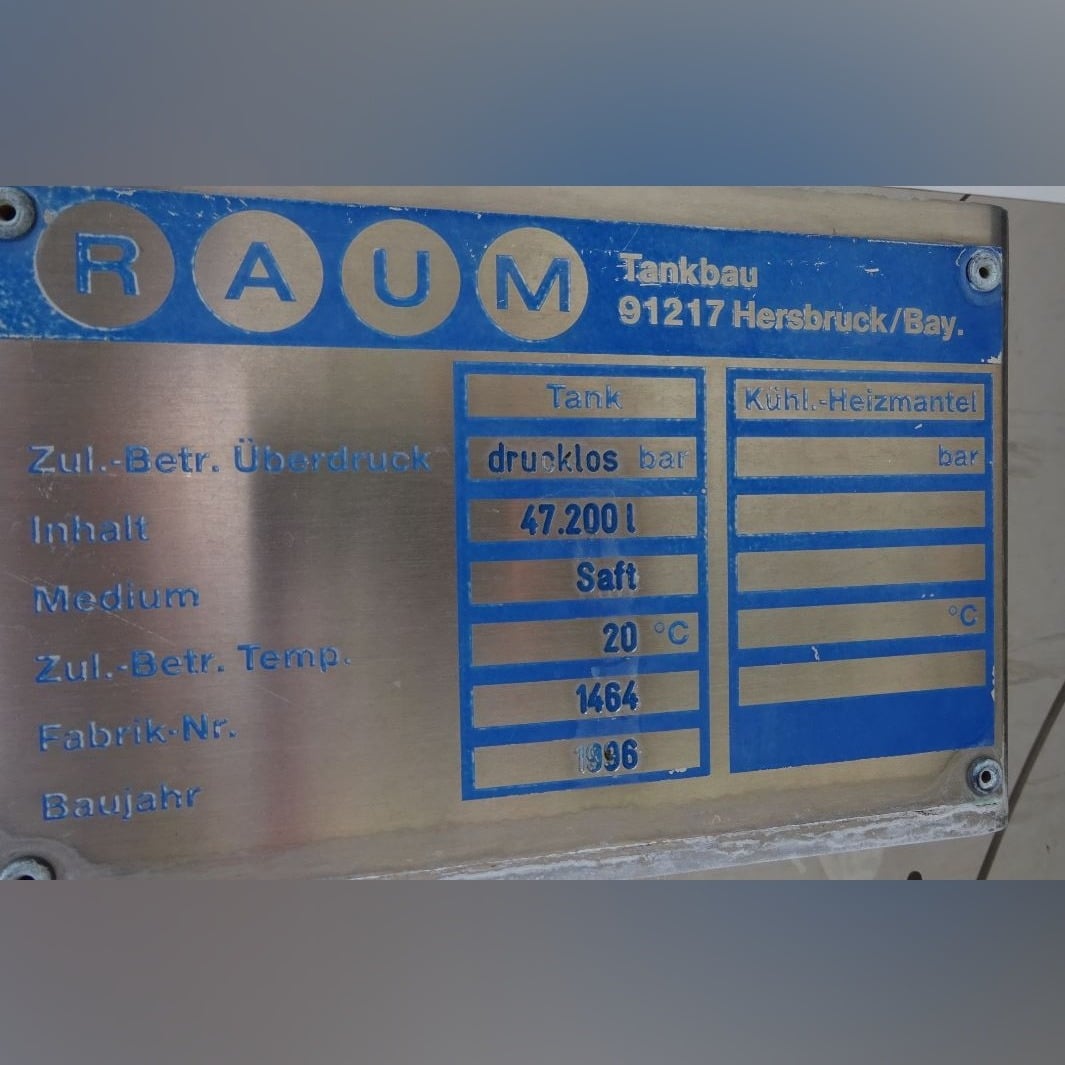 RAUM
Tankbau
91217 Hersbruck/Bay.
Tank Kühl.-Heizmantel
Zul.-Betr. Überdruck drucklos bar bar
Inhalt 47.200 l
Medium Saft
Zul.-Betr. Temp. 20 °C °C
Fabrik-Nr. 1464
Baujahr 1996